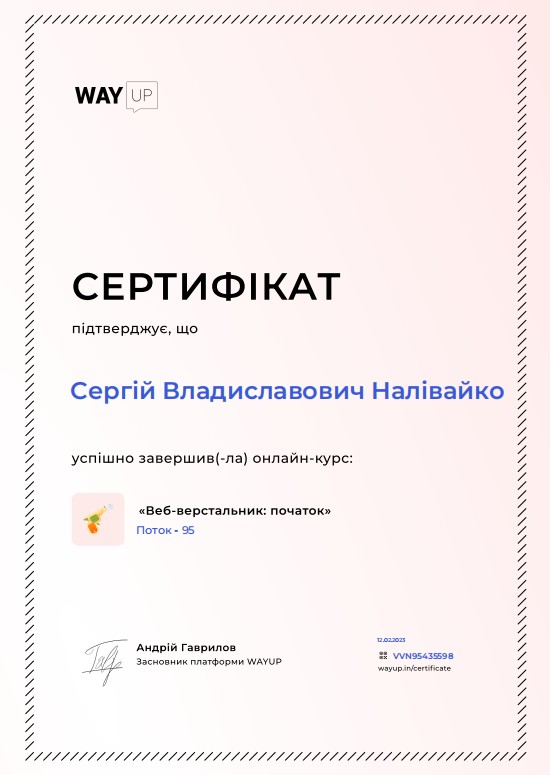 WAY UP
СЕРТИФІКАТ
підтверджує, що
Сергій Владиславович Налівайко
успішно завершив(-ла) онлайн-курс:
«Веб-верстальник: початок»
Поток - 95
Андрій Гаврилов
Засновник платформи WAYUP
12.02.2023
VVN95435598
wayup.in/certificate